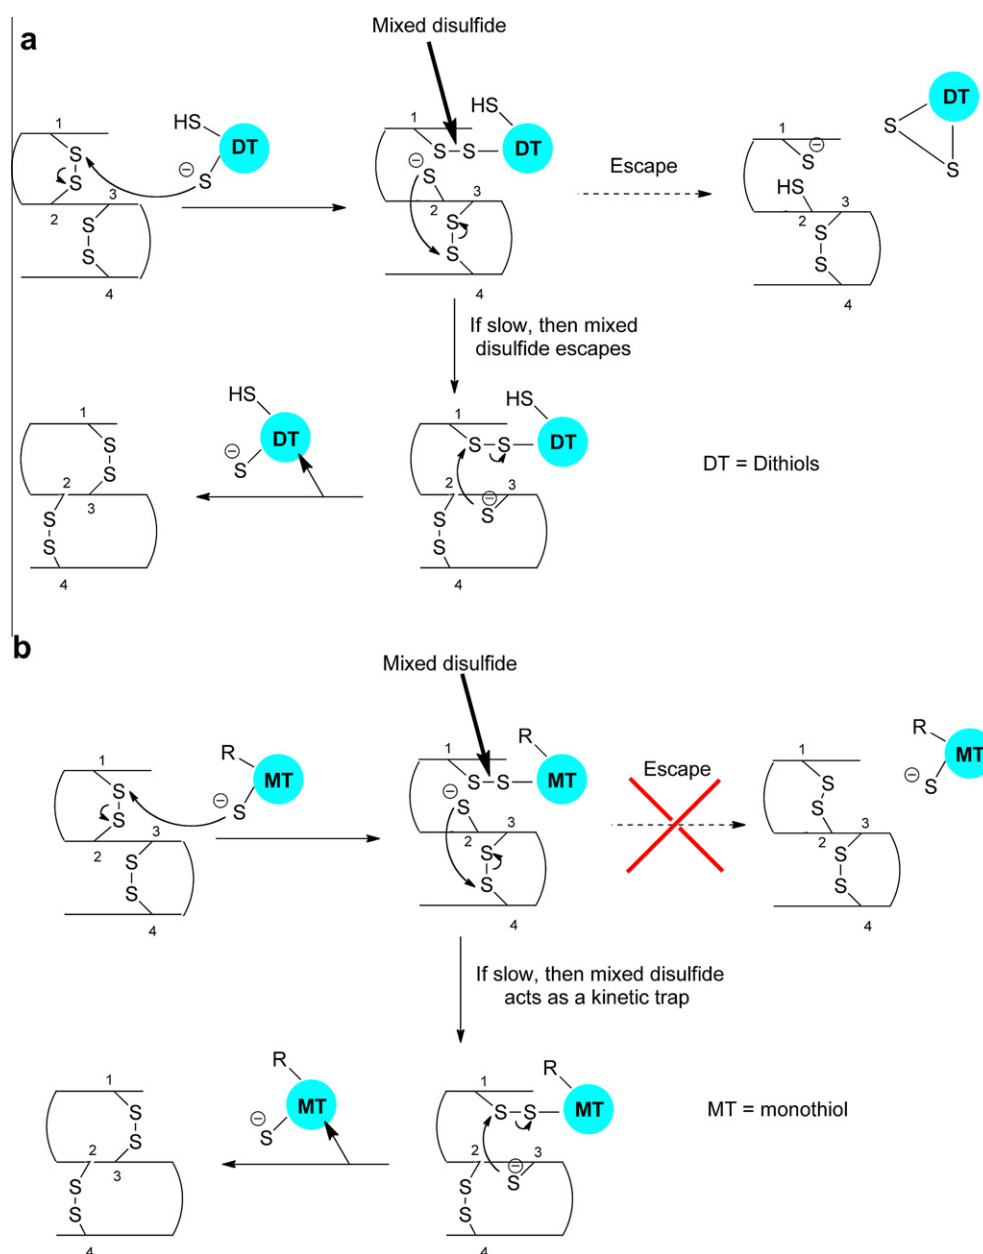 a
Mixed disulfide
1
S
S
2
3
S
S
4
HS
DT
⊖
S
1
HS
S S
DT
⊖
S
2
3
S
S
4
Escape
1
⊖
S
HS
2
3
S
S
4
DT
S
S
If slow, then mixed
disulfide escapes
1
S
S
2
3
S
S
4
HS
DT
⊖
S
1
HS
S S
DT
2
⊖
3
S
S
S
4
DT = Dithiols
b
Mixed disulfide
1
S
S
2
3
S
S
4
R
MT
⊖
S
1
R
S S
MT
⊖
S
2
3
S
S
4
Escape
1
S
S
2
3
S
S
4
R
MT
⊖
S
If slow, then mixed disulfide
acts as a kinetic trap
1
S
S
2
3
S
S
4
R
MT
⊖
S
1
R
S S
MT
2
⊖
3
S
S
S
4
MT = monothiol